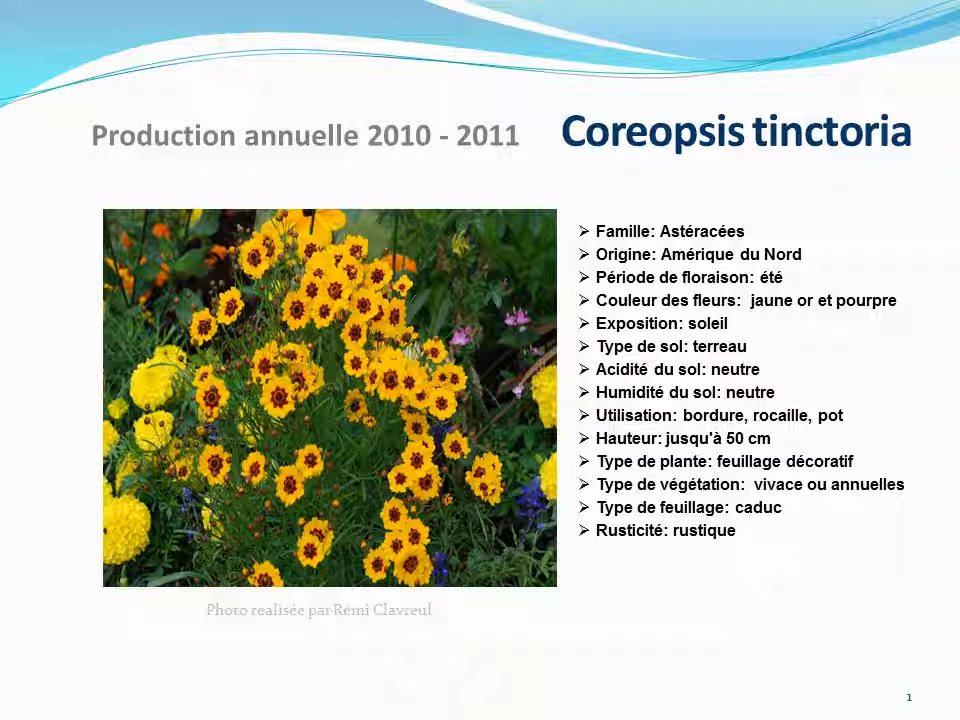 Production annuelle 2010 - 2011 Coreopsis tinctoria
Famille: Astéracées
Origine: Amérique du Nord
Période de floraison: été
Couleur des fleurs: jaune or et pourpre
Exposition: soleil
Type de sol: terreau
Acidité du sol: neutre
Humidité du sol: neutre
Utilisation: bordure, rocaille, pot
Hauteur: jusqu'à 50 cm
Type de plante: feuillage décoratif
Type de végétation: vivace ou annuelles
Type de feuillage: caduc
Rusticité: rustique
Photo realisée par Rémi Clavreul
1